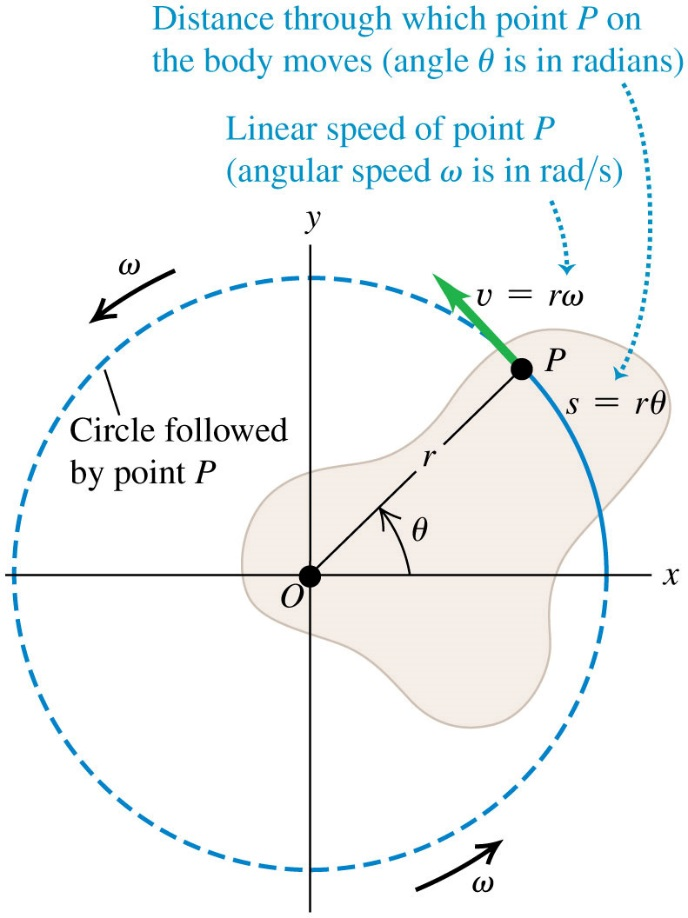 Distance through which point P on
the body moves (angle θ is in radians)
Linear speed of point P
(angular speed ω is in rad/s)
y
ω
v = rω
P
s = rθ
Circle followed
by point P
r
θ
x
O
ω